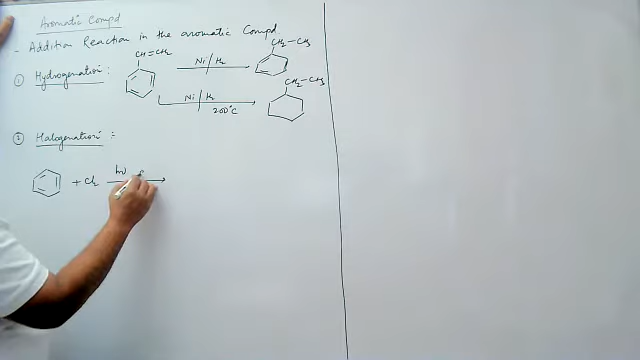 Aromatic Compd
- Addition Reaction in the aromatic Compd
① Hydrogenation :
CH=CH₂
Ni/H₂
CH₂-CH₃
Ni/H₂
200°C
CH₂-CH₃
② Halogenation :
+ Cl₂
hν